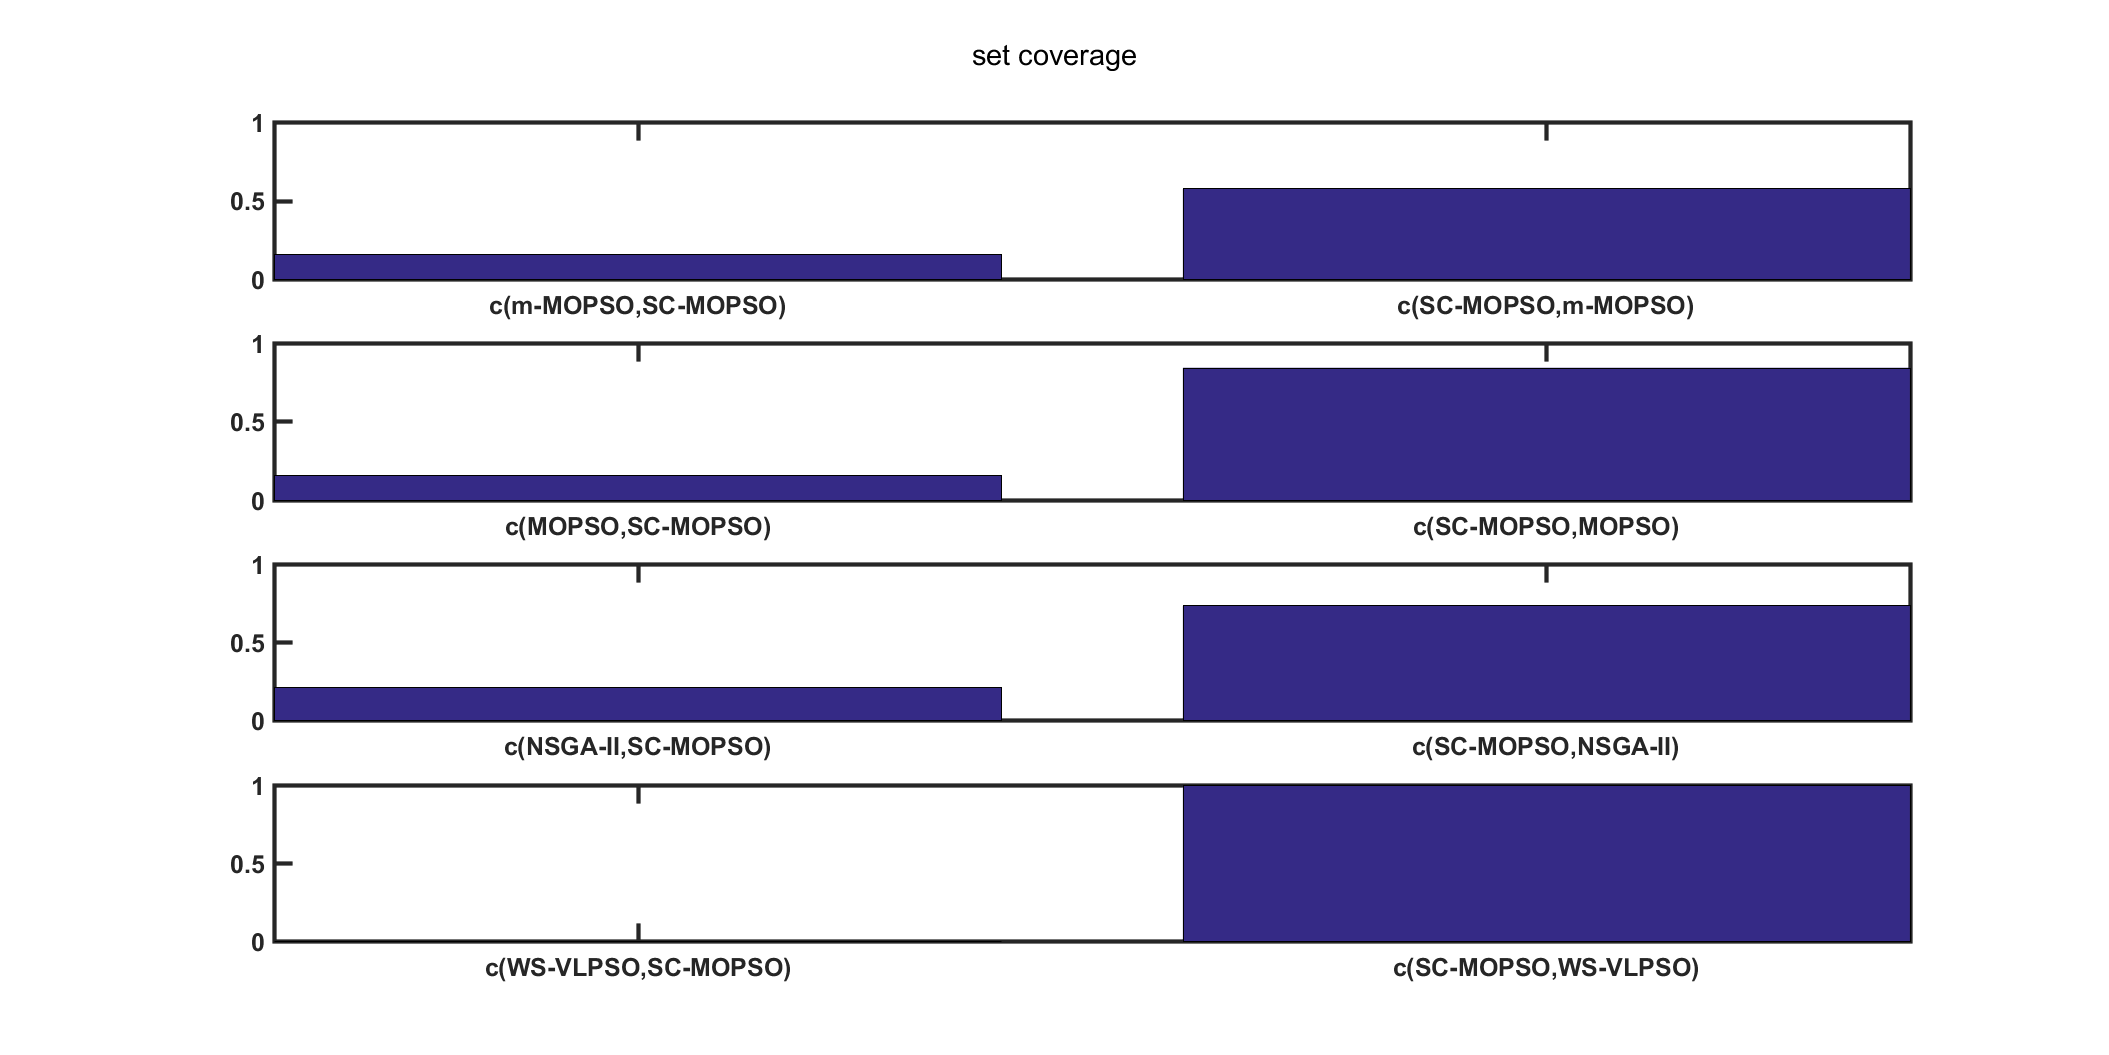 set coverage
1
0.5
0
c(m-MOPSO,SC-MOPSO) c(SC-MOPSO,m-MOPSO)
1
0.5
0
c(MOPSO,SC-MOPSO) c(SC-MOPSO,MOPSO)
1
0.5
0
c(NSGA-II,SC-MOPSO) c(SC-MOPSO,NSGA-II)
1
0.5
0
c(WS-VLPSO,SC-MOPSO) c(SC-MOPSO,WS-VLPSO)